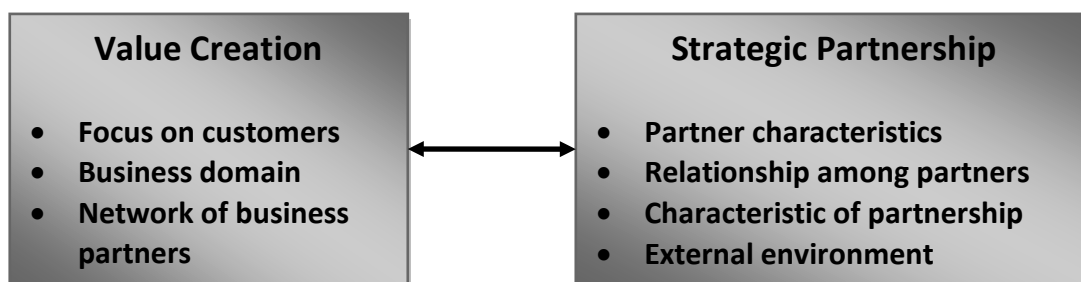 Value Creation
• Focus on customers
• Business domain
• Network of business
partners
Strategic Partnership
• Partner characteristics
• Relationship among partners
• Characteristic of partnership
• External environment